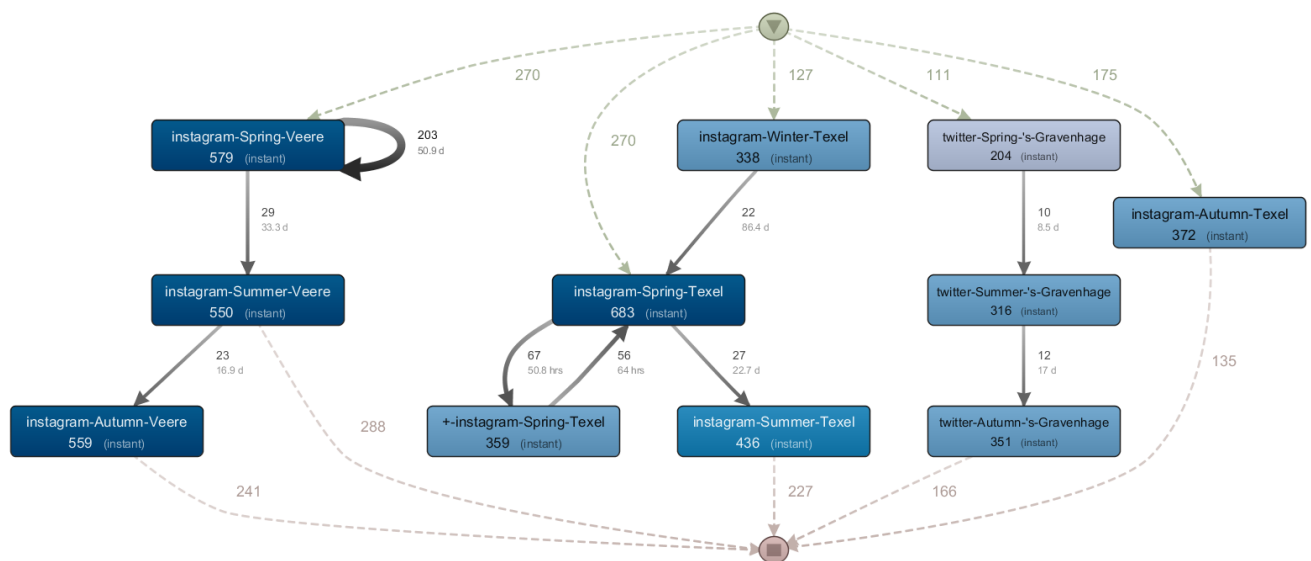 270
127
111
175
instagram-Spring-Veere
579 (instant)
203
50.9 d
270
instagram-Winter-Texel
338 (instant)
twitter-Spring-'s-Gravenhage
204 (instant)
instagram-Autumn-Texel
372 (instant)
29
33.3 d
22
86.4 d
10
8.5 d
instagram-Summer-Veere
550 (instant)
instagram-Spring-Texel
683 (instant)
twitter-Summer-'s-Gravenhage
316 (instant)
23
16.9 d
67
50.8 hrs
56
64 hrs
27
22.7 d
12
17 d
135
instagram-Autumn-Veere
559 (instant)
288
+-instagram-Spring-Texel
359 (instant)
instagram-Summer-Texel
436 (instant)
twitter-Autumn-'s-Gravenhage
351 (instant)
241
227
166